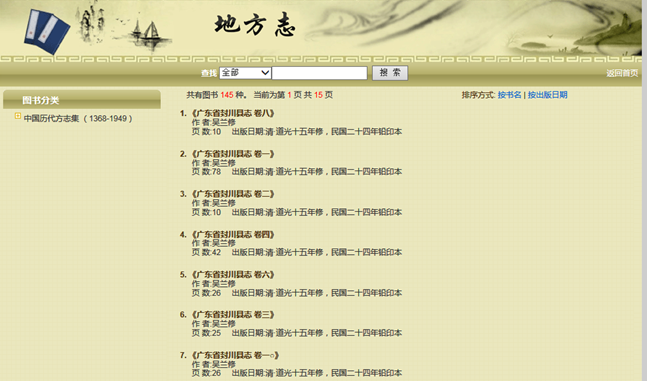 地方志
查找 全部 搜 索 返回首页
图书分类
中国历代方志集 （1368-1949 ）
共有图书 145 种。 当前为第 1 页 共 15 页 排序方式: 按书名 | 按出版日期
1. 《广东省封川县志 卷八》
作 者:吴兰修
页 数:10 出版日期:清·道光十五年修，民国二十四年铅印本
2. 《广东省封川县志 卷一》
作 者:吴兰修
页 数:78 出版日期:清·道光十五年修，民国二十四年铅印本
3. 《广东省封川县志 卷二》
作 者:吴兰修
页 数:10 出版日期:清·道光十五年修，民国二十四年铅印本
4. 《广东省封川县志 卷四》
作 者:吴兰修
页 数:42 出版日期:清·道光十五年修，民国二十四年铅印本
5. 《广东省封川县志 卷六》
作 者:吴兰修
页 数:26 出版日期:清·道光十五年修，民国二十四年铅印本
6. 《广东省封川县志 卷三》
作 者:吴兰修
页 数:25 出版日期:清·道光十五年修，民国二十四年铅印本
7. 《广东省封川县志 卷一○》
作 者:吴兰修
页 数:26 出版日期:清·道光十五年修，民国二十四年铅印本